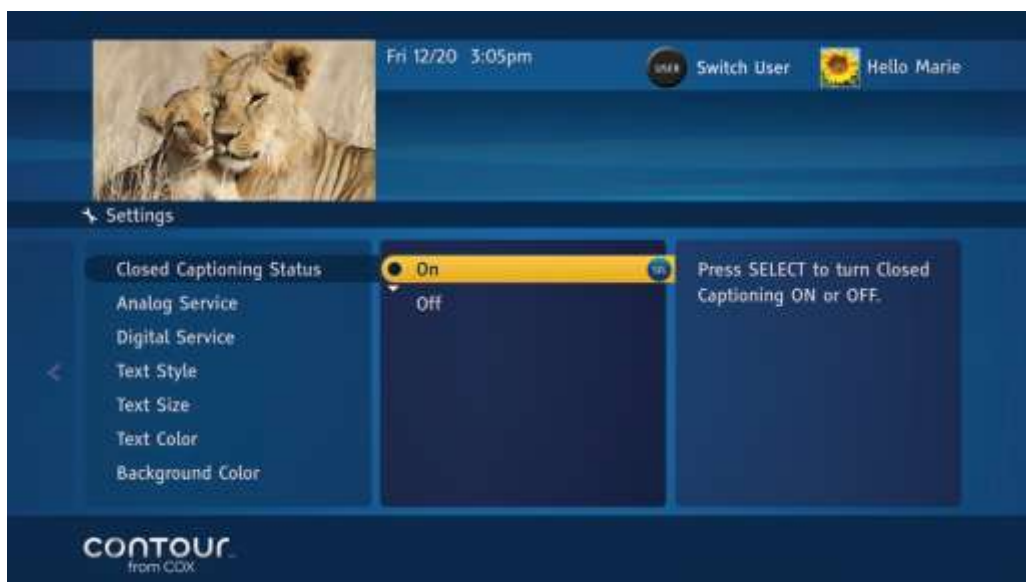 Fri 12/20 3:05pm
USER Switch User
Hello Marie
Settings
Closed Captioning Status
Analog Service
Digital Service
Text Style
Text Size
Text Color
Background Color
On
Off
Press SELECT to turn Closed
Captioning ON or OFF.
contour
from COX